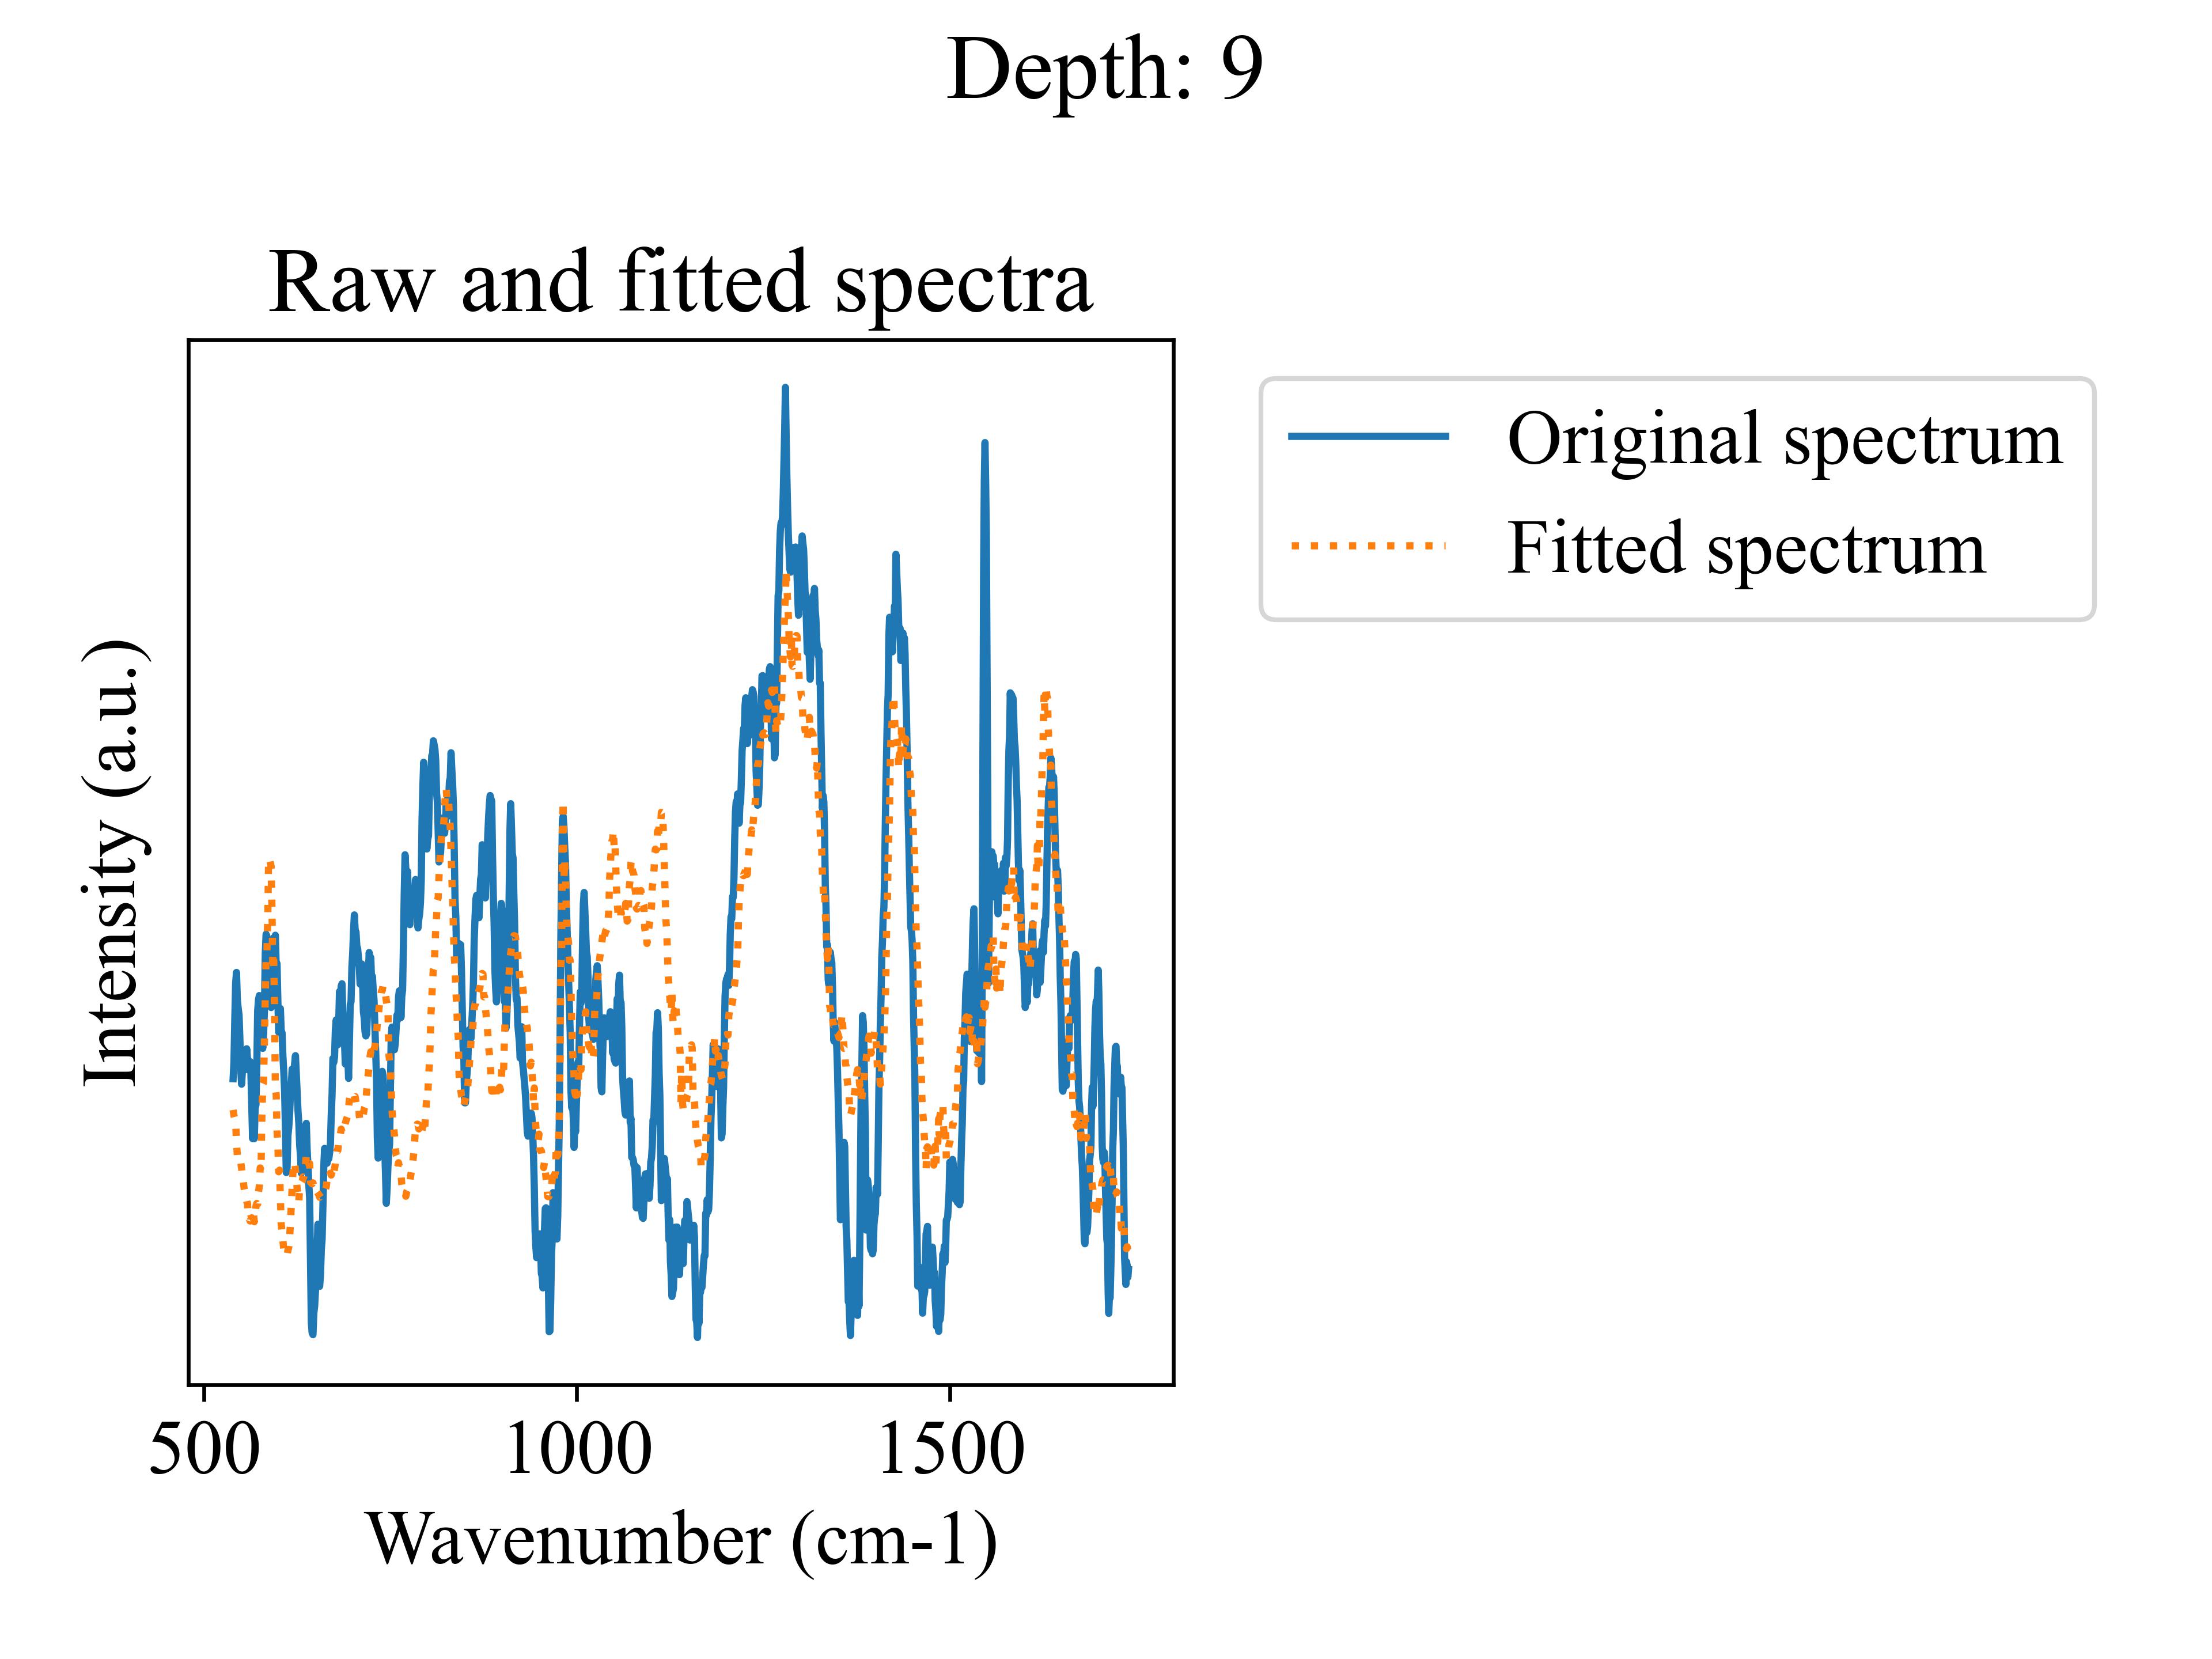 Depth: 9
Raw and fitted spectra
Original spectrum
Fitted spectrum
Intensity (a.u.)
500 1000 1500
Wavenumber (cm-1)